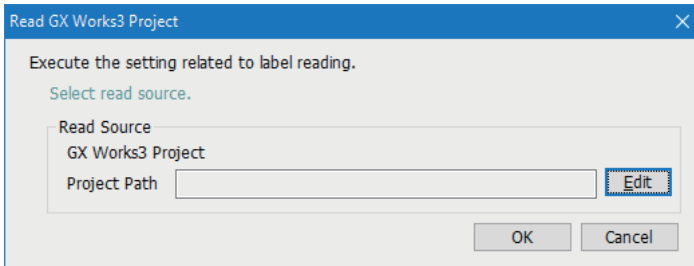 Read GX Works3 Project
Execute the setting related to label reading.
Select read source.
Read Source
GX Works3 Project
Project Path
Edit
OK Cancel